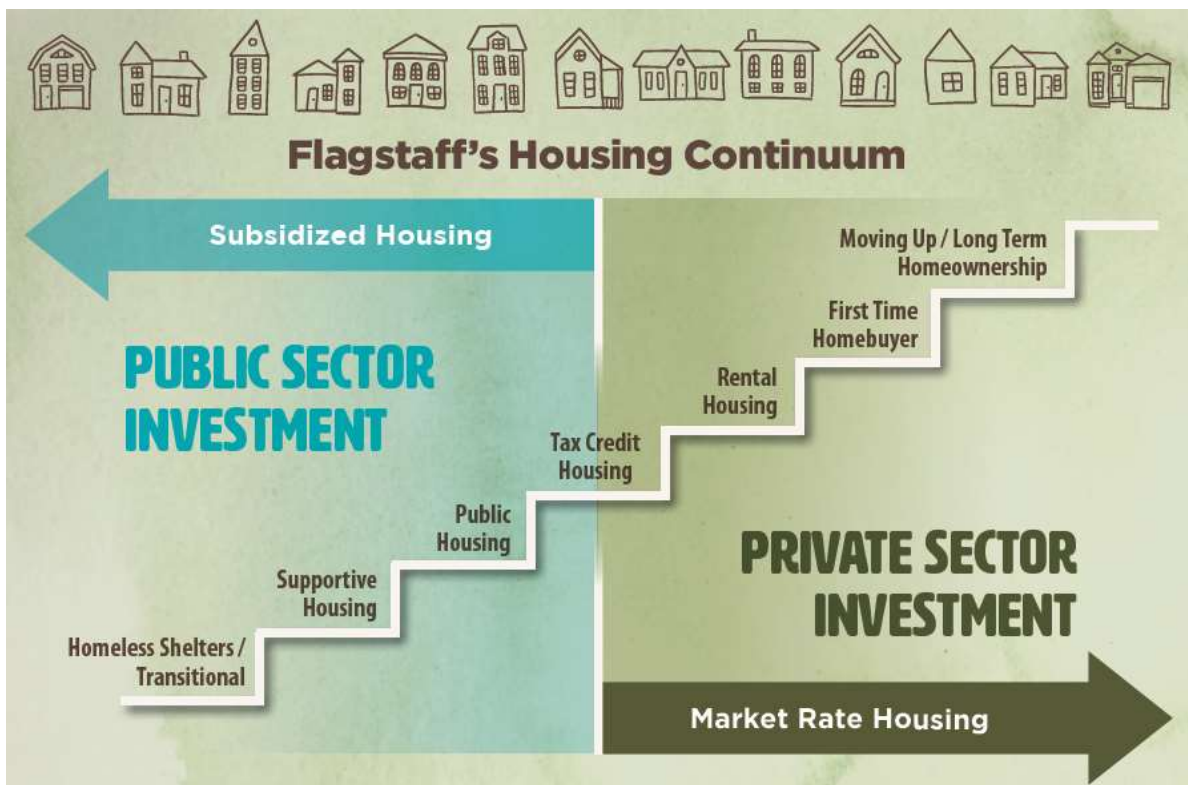 Flagstaff's Housing Continuum
Subsidized Housing
PUBLIC SECTOR
INVESTMENT
Moving Up / Long Term
Homeownership
First Time
Homebuyer
Rental
Housing
Tax Credit
Housing
Public
Housing
Supportive
Housing
Homeless Shelters /
Transitional
PRIVATE SECTOR
INVESTMENT
Market Rate Housing